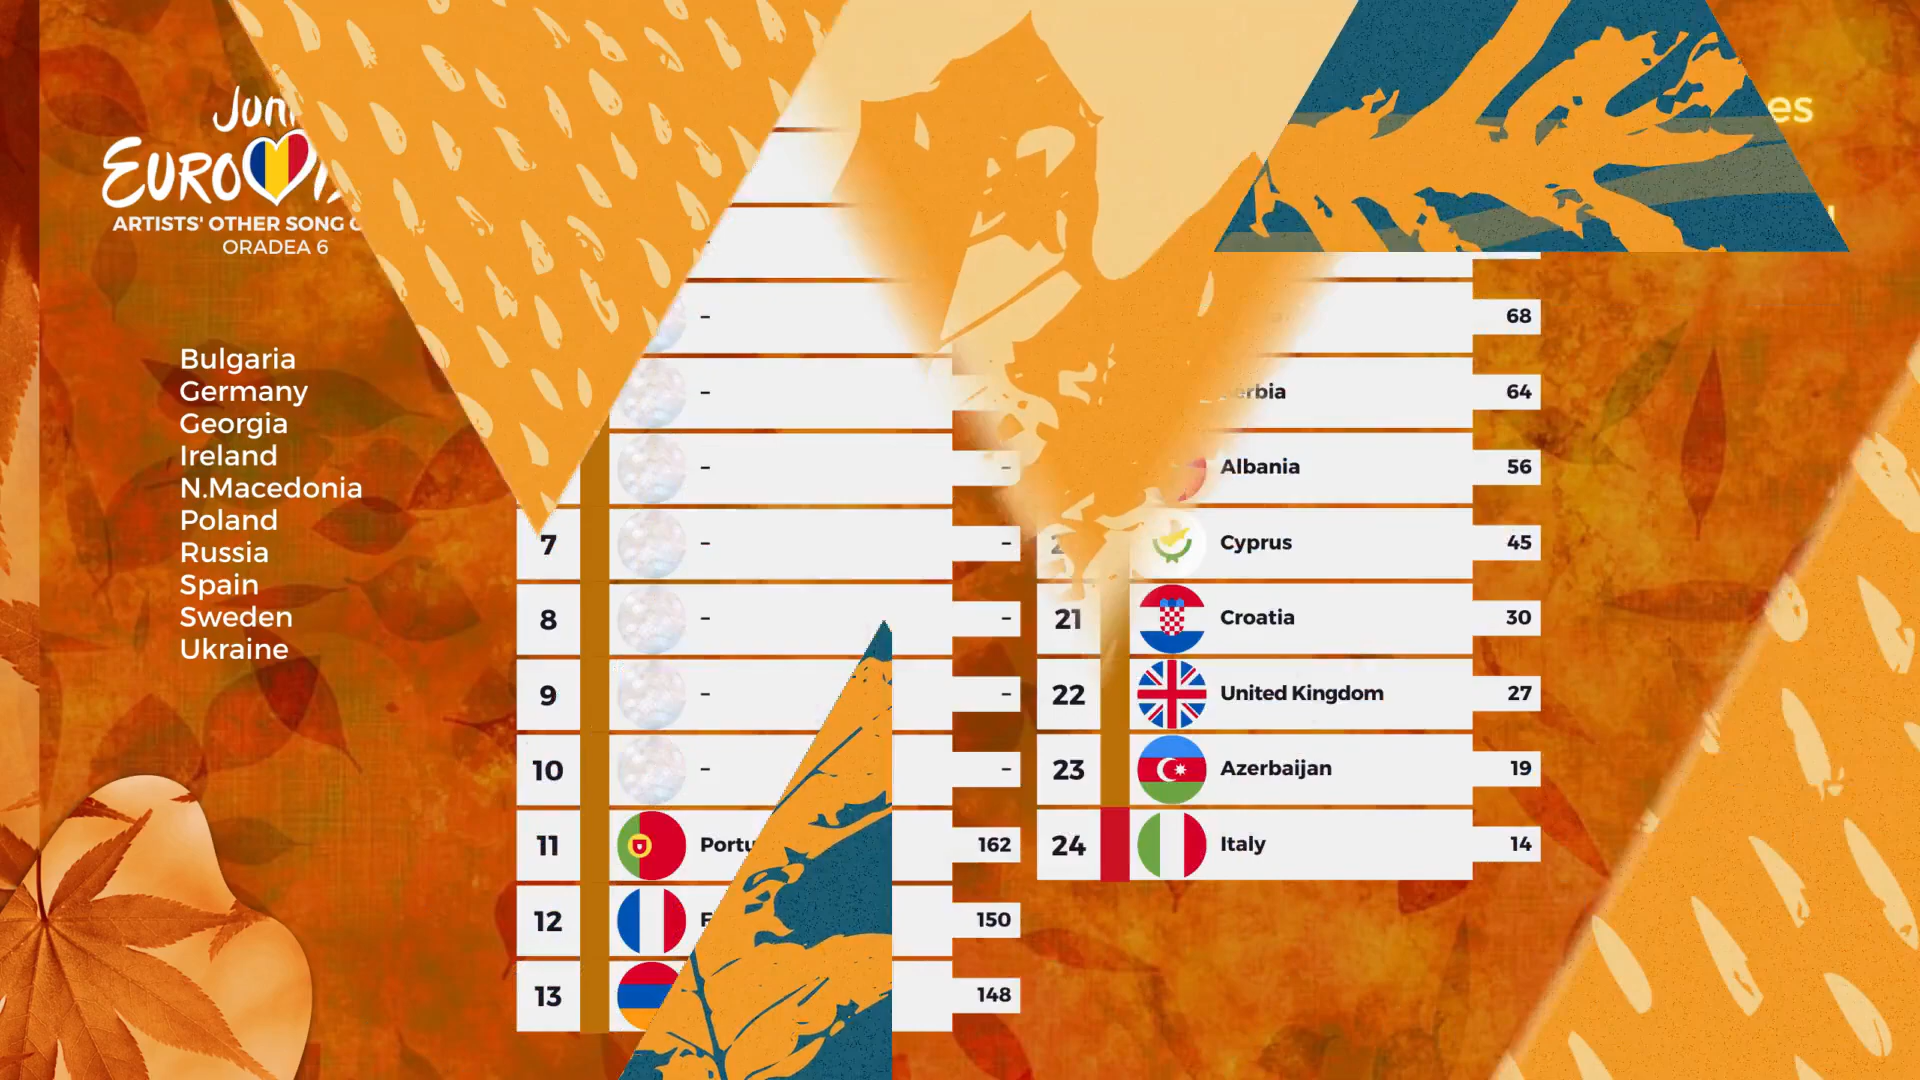 EURO
ARTISTS' OTHER SONG
ORADEA 6
Bulgaria
Germany
Georgia
Ireland
N.Macedonia
Poland
Russia
Spain
Sweden
Ukraine
-
-
-
-
7 - -
8 - -
9 - -
10 - -
11 162
12 150
13 148
68
64
Albania 56
Cyprus 45
21 Croatia 30
22 United Kingdom 27
23 Azerbaijan 19
24 Italy 14